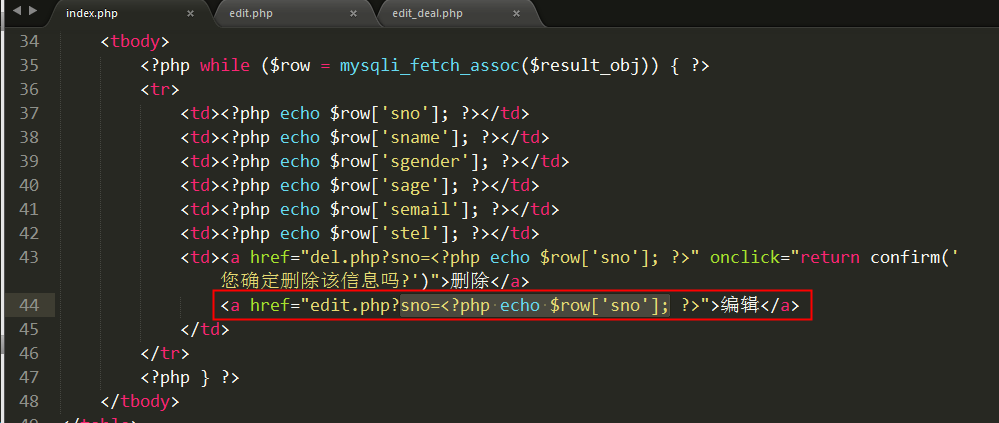 index.php × edit.php × edit_deal.php ×
34 <tbody>
35 <?php while ($row = mysqli_fetch_assoc($result_obj)) { ?>
36 <tr>
37 <td><?php echo $row['sno']; ?></td>
38 <td><?php echo $row['sname']; ?></td>
39 <td><?php echo $row['sgender']; ?></td>
40 <td><?php echo $row['sage']; ?></td>
41 <td><?php echo $row['semail']; ?></td>
42 <td><?php echo $row['stel']; ?></td>
43 <td><a href="del.php?sno=<?php echo $row['sno']; ?>" onclick="return confirm('
您确定删除该信息吗?')">删除</a>
44 <a href="edit.php?sno=<?php echo $row['sno']; ?>">编辑</a>
45 </td>
46 </tr>
47 <?php } ?>
48 </tbody>